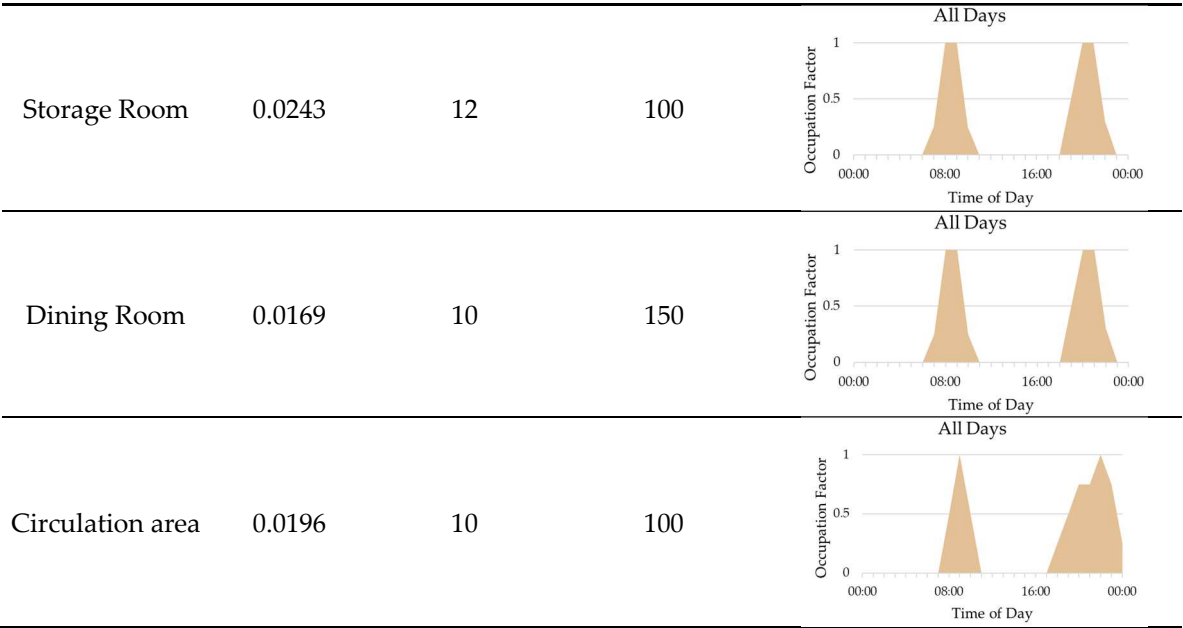 All Days
Storage Room 0.0243 12 100
Occupation Factor
1
0.5
0
00:00 08:00 16:00 00:00
Time of Day
All Days
Dining Room 0.0169 10 150
Occupation Factor
1
0.5
0
00:00 08:00 16:00 00:00
Time of Day
All Days
Circulation area 0.0196 10 100
Occupation Factor
1
0.5
0
00:00 08:00 16:00 00:00
Time of Day